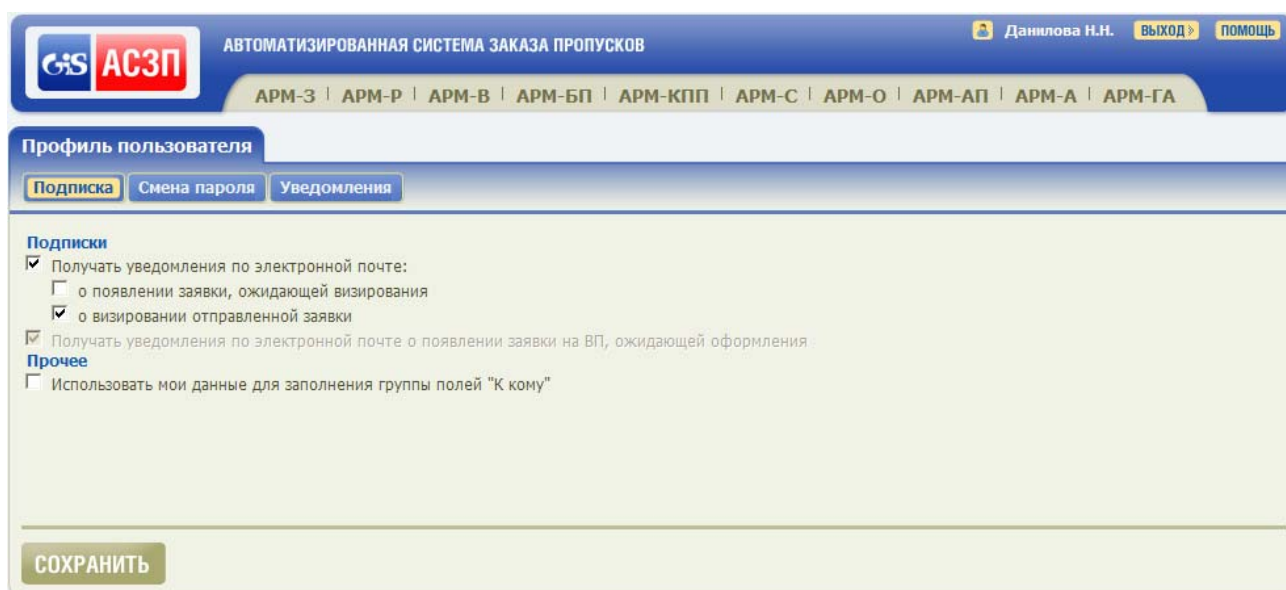 GiS АСЗП
АВТОМАТИЗИРОВАННАЯ СИСТЕМА ЗАКАЗА ПРОПУСКОВ
Данилова Н.Н. ВЫХОД» ПОМОЩЬ
АРМ-З | АРМ-Р | АРМ-В | АРМ-БП | АРМ-КПП | АРМ-С | АРМ-О | АРМ-АП | АРМ-А | АРМ-ГА
Профиль пользователя
Подписка Смена пароля Уведомления
Подписки
Получать уведомления по электронной почте:
о появлении заявки, ожидающей визирования
о визировании отправленной заявки
Получать уведомления по электронной почте о появлении заявки на ВП, ожидающей оформления
Прочее
Использовать мои данные для заполнения группы полей "К кому"
СОХРАНИТЬ